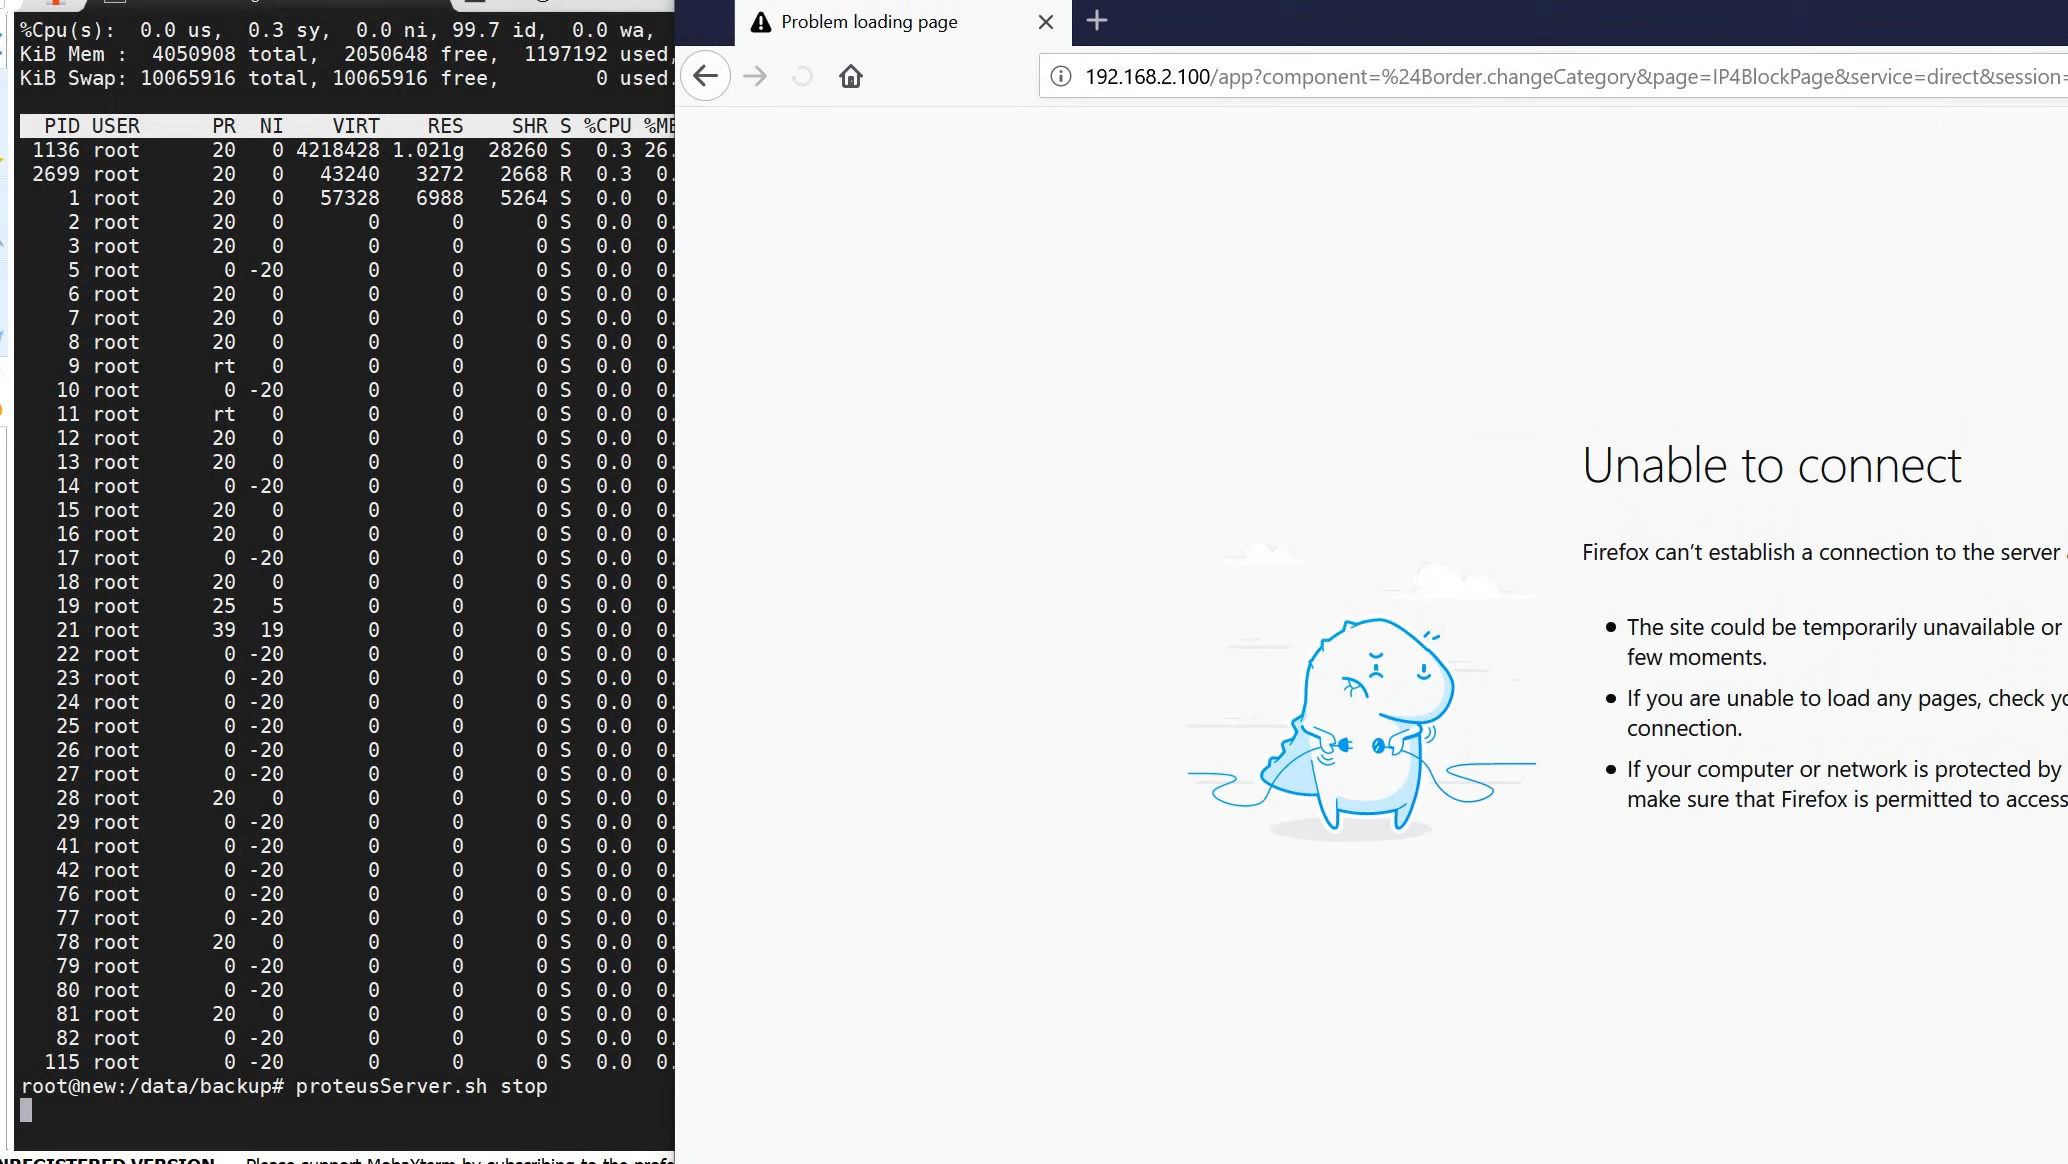 %Cpu(s):  0.0 us,  0.3 sy,  0.0 ni, 99.7 id,  0.0 wa,
KiB Mem :  4050908 total,  2050648 free,  1197192 used
KiB Swap: 10065916 total, 10065916 free,        0 used.
PID USER PR NI VIRT RES SHR S %CPU %ME
1136 root 20 0 4218428 1.021g 28260 S 0.3 26.
2699 root 20 0 43240 3272 2668 R 0.3 0.
1 root 20 0 57328 6988 5264 S 0.0 0.
2 root 20 0 0 0 0 S 0.0 0.
3 root 20 0 0 0 0 S 0.0 0.
5 root 0 -20 0 0 0 S 0.0 0.
6 root 20 0 0 0 0 S 0.0 0.
7 root 20 0 0 0 0 S 0.0 0.
8 root 20 0 0 0 0 S 0.0 0.
9 root rt 0 0 0 0 S 0.0 0.
10 root 0 -20 0 0 0 S 0.0 0.
11 root rt 0 0 0 0 S 0.0 0.
12 root 20 0 0 0 0 S 0.0 0.
13 root 20 0 0 0 0 S 0.0 0.
14 root 0 -20 0 0 0 S 0.0 0.
15 root 20 0 0 0 0 S 0.0 0.
16 root 20 0 0 0 0 S 0.0 0.
17 root 0 -20 0 0 0 S 0.0 0.
18 root 20 0 0 0 0 S 0.0 0.
19 root 25 5 0 0 0 S 0.0 0.
21 root 39 19 0 0 0 S 0.0 0.
22 root 0 -20 0 0 0 S 0.0 0.
23 root 0 -20 0 0 0 S 0.0 0.
24 root 0 -20 0 0 0 S 0.0 0.
25 root 0 -20 0 0 0 S 0.0 0.
26 root 0 -20 0 0 0 S 0.0 0.
27 root 0 -20 0 0 0 S 0.0 0.
28 root 20 0 0 0 0 S 0.0 0.
29 root 0 -20 0 0 0 S 0.0 0.
41 root 0 -20 0 0 0 S 0.0 0.
42 root 0 -20 0 0 0 S 0.0 0.
76 root 0 -20 0 0 0 S 0.0 0.
77 root 0 -20 0 0 0 S 0.0 0.
78 root 20 0 0 0 0 S 0.0 0.
79 root 0 -20 0 0 0 S 0.0 0.
80 root 0 -20 0 0 0 S 0.0 0.
81 root 20 0 0 0 0 S 0.0 0.
82 root 0 -20 0 0 0 S 0.0 0.
115 root 0 -20 0 0 0 S 0.0 0.
root@new:/data/backup# proteusServer.sh stop
NREGISTERED VERSION - Please support MobaXterm by subscribing to the profe
Problem loading page
192.168.2.100/app?component=%24Border.changeCategory&page=IP4BlockPage&service=direct&session=
Unable to connect
Firefox can’t establish a connection to the server
● The site could be temporarily unavailable or
few moments.
● If you are unable to load any pages, check yo
connection.
● If your computer or network is protected by
make sure that Firefox is permitted to access